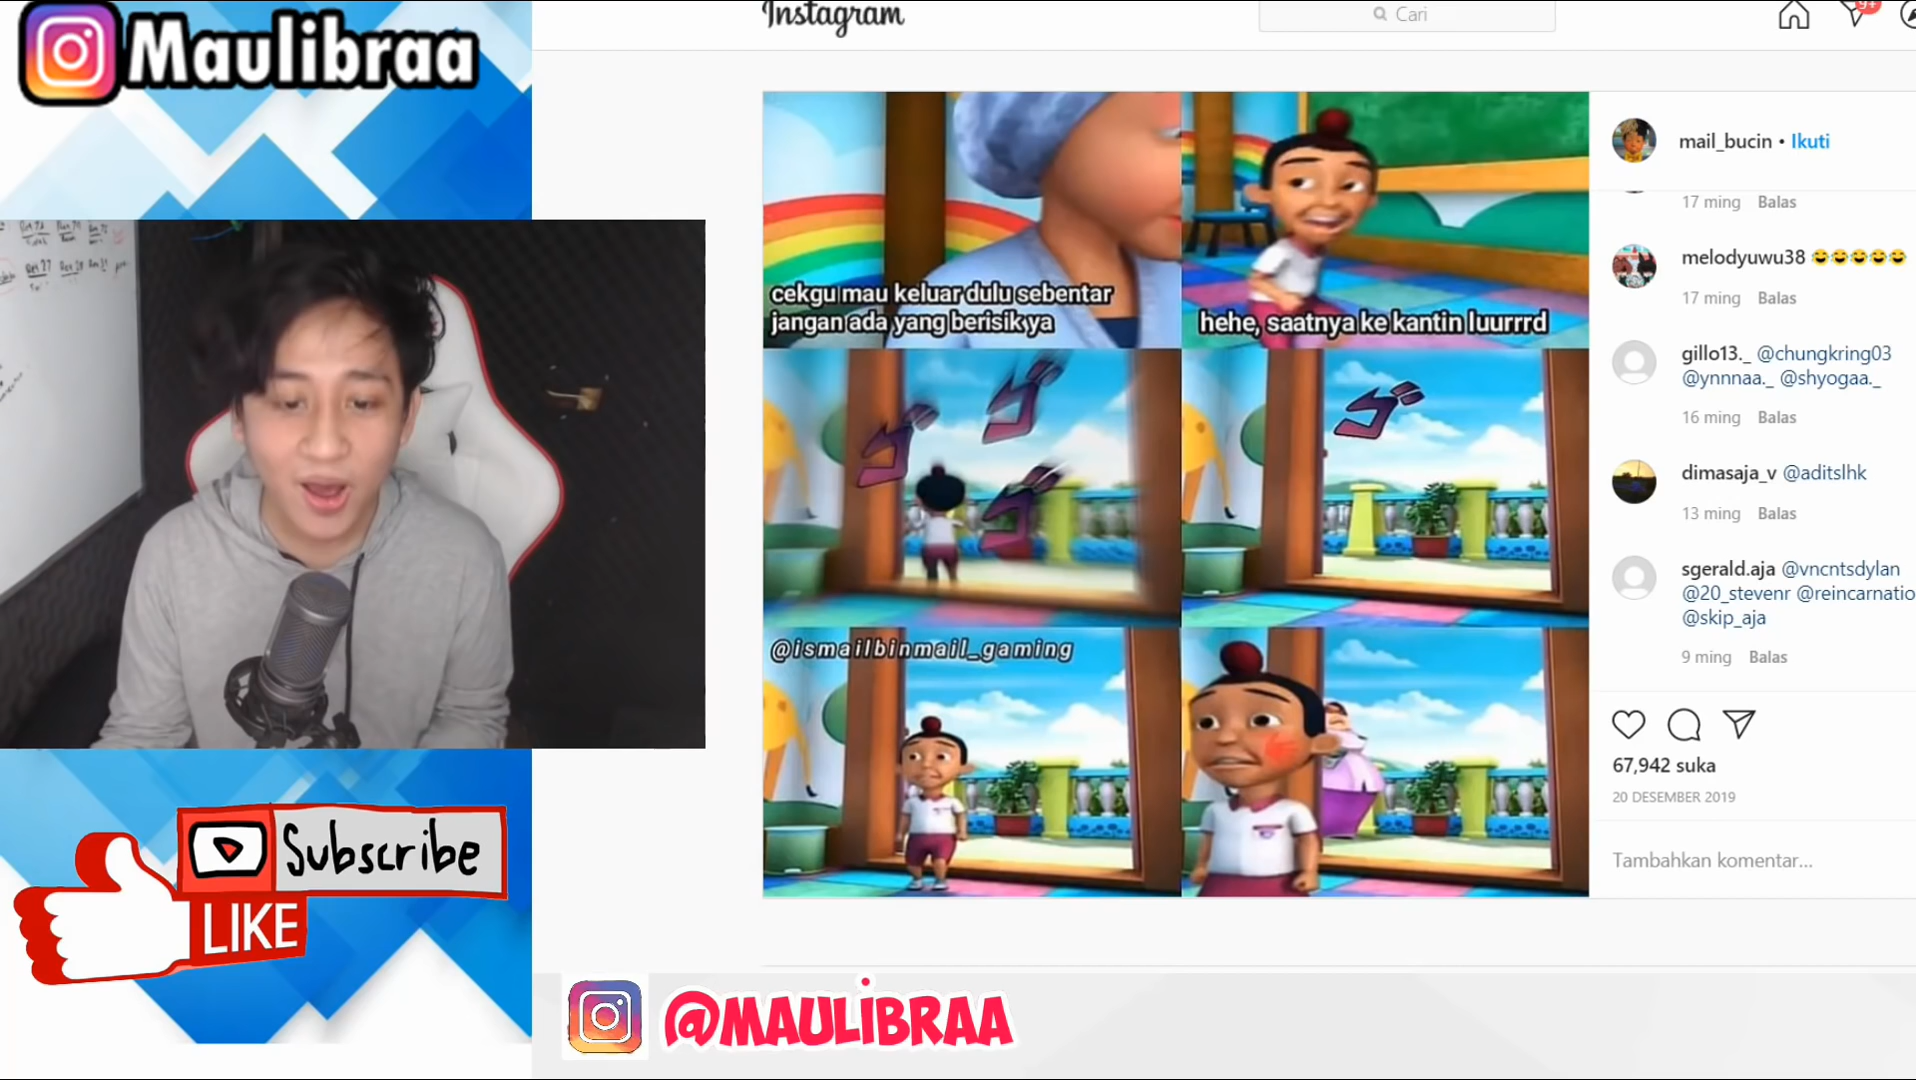 Maulibraa
Subscribe
LIKE
Instagram
Cari
9+
cekgu mau keluar dulu sebentar
jangan ada yang berisik ya
hehe, saatnya ke kantin luurrrd
@ismailbinmail_gaming
mail_bucin • Ikuti
17 ming Balas
melodyuwu38 😂😂😂😂😂
17 ming Balas
gillo13._ @chungkring03
@ynnnaa._ @shyogaa._
16 ming Balas
dimasaja_v @aditslhk
13 ming Balas
sgerald.aja @vncntsdylan
@20_stevenr @reincarnatio
@skip_aja
9 ming Balas
67,942 suka
20 DESEMBER 2019
Tambahkan komentar...
@MAULIBRAA